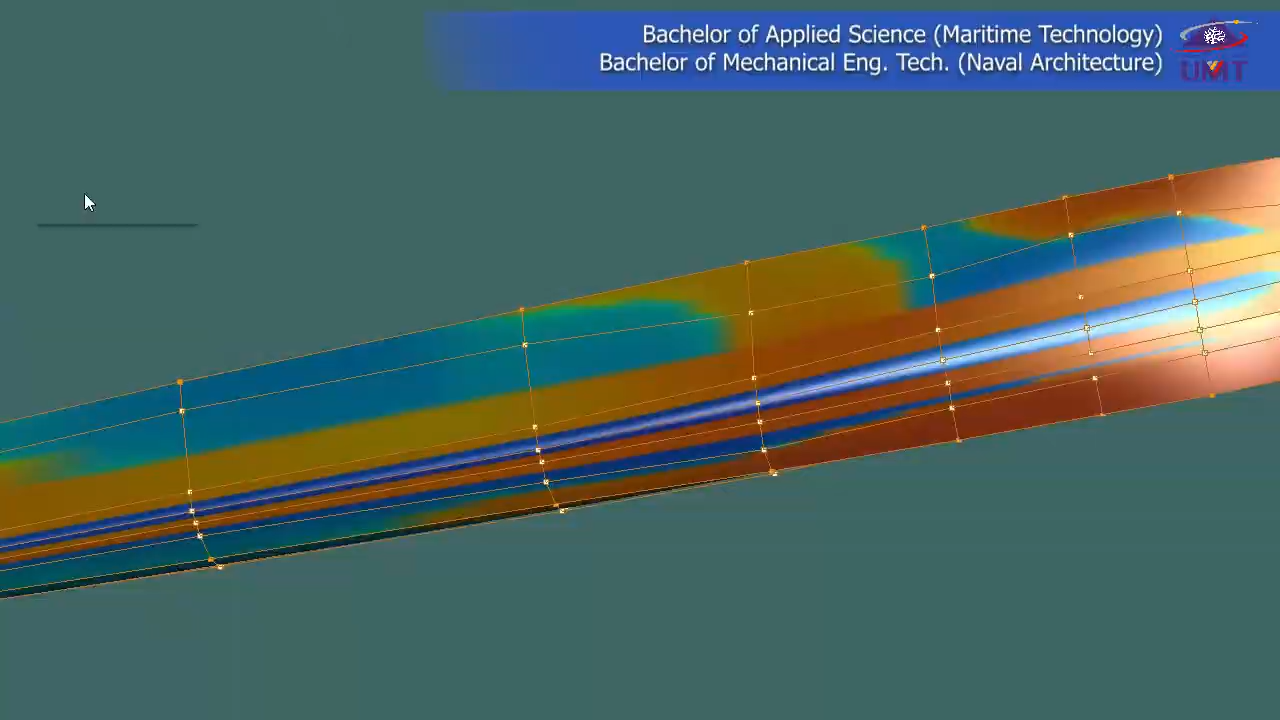 Bachelor of Applied Science (Maritime Technology)
Bachelor of Mechanical Eng. Tech. (Naval Architecture)
UMT